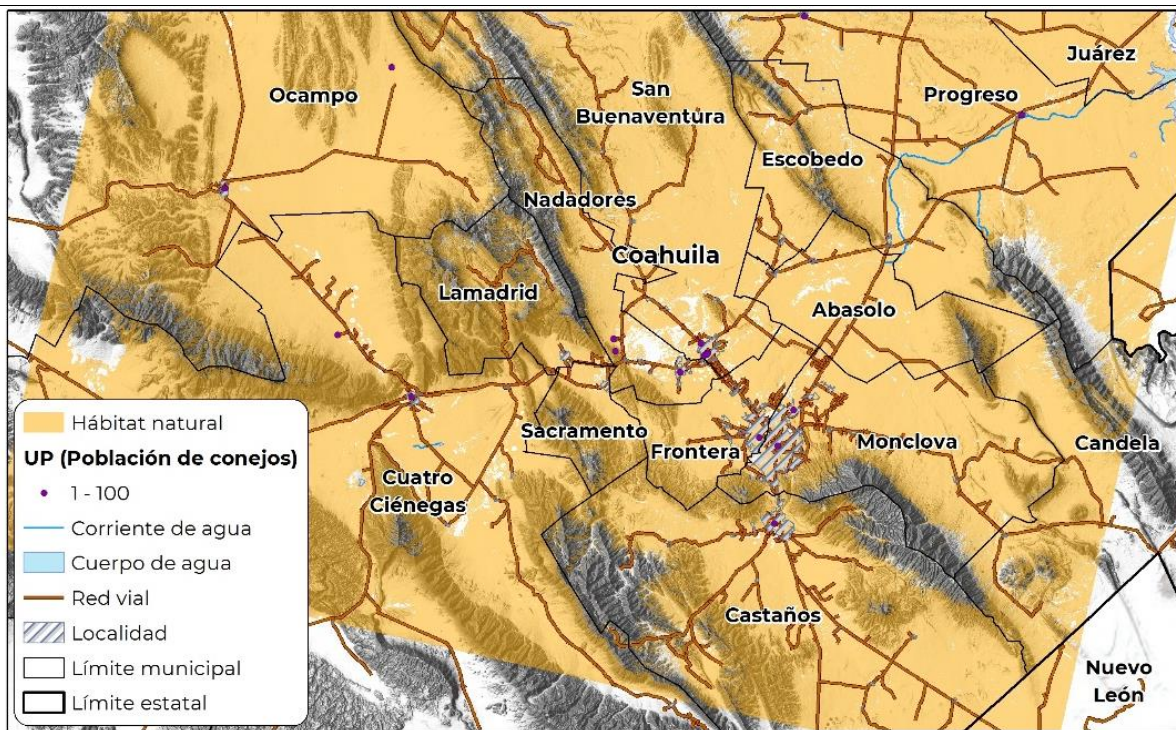 Juárez
Ocampo
San
Buenaventura
Progreso
Escobedo
Nadadores
Coahuila
Lamadrid
Abasolo
Sacramento
Frontera
Monclova
Candela
Cuatro
Ciénegas
Castaños
Nuevo
León
Hábitat natural
UP (Población de conejos)
1 - 100
Corriente de agua
Cuerpo de agua
Red vial
Localidad
Límite municipal
Límite estatal